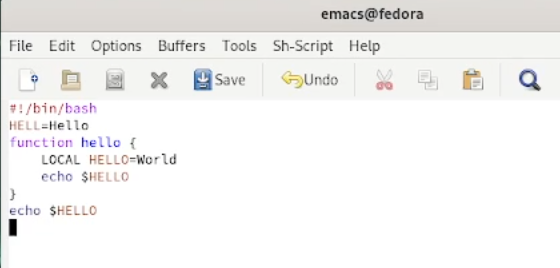 emacs@fedora
File Edit Options Buffers Tools Sh-Script Help
Save Undo
#!/bin/bash
HELL=Hello
function hello {
    LOCAL HELLO=World
    echo $HELLO
}
echo $HELLO